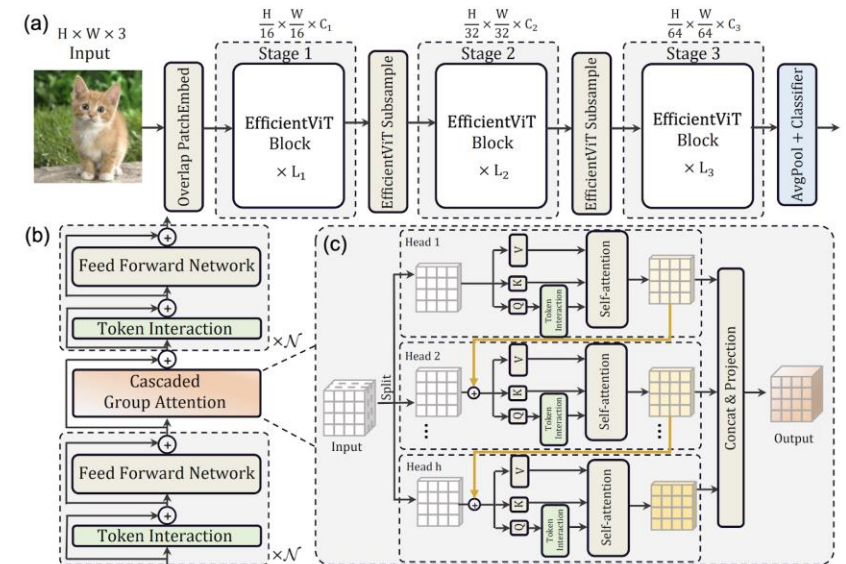 (a)
H × W × 3
Input
Overlap PatchEmbed
H/16 × W/16 × C₁
Stage 1
EfficientViT
Block
× L₁
EfficientViT Subsample
H/32 × W/32 × C₂
Stage 2
EfficientViT
Block
× L₂
EfficientViT Subsample
H/64 × W/64 × C₃
Stage 3
EfficientViT
Block
× L₃
AvgPool + Classifier
(b)
+
Feed Forward Network
+
Token Interaction
×N
+
Cascaded
Group Attention
+
Feed Forward Network
+
Token Interaction
×N
(c)
Input
Split
Head 1
V
K
Q
Token
Interaction
Self-attention
Head 2
+
V
K
Q
Token
Interaction
Self-attention
...
...
Head h
+
V
K
Q
Token
Interaction
Self-attention
Concat & Projection
Output